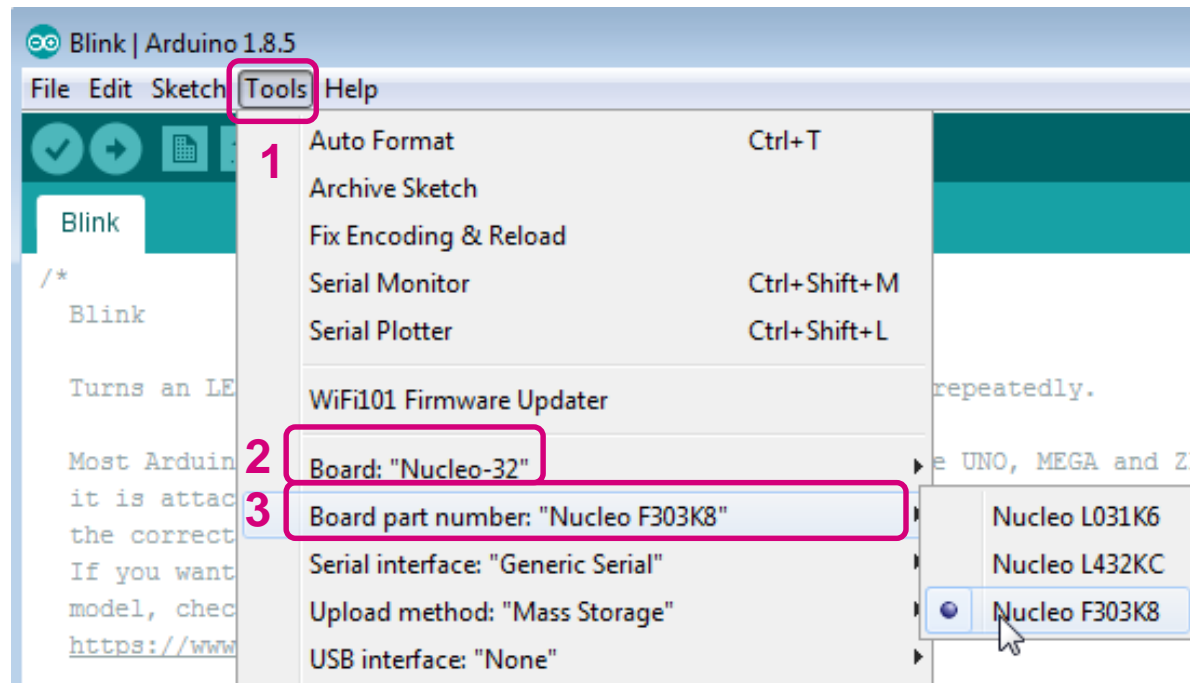 Blink | Arduino 1.8.5
File Edit Sketch Tools Help
1
Auto Format Ctrl+T
Archive Sketch
Blink
Fix Encoding & Reload
/*
Serial Monitor Ctrl+Shift+M
Blink
Serial Plotter Ctrl+Shift+L
Turns an repeatedly.
WiFi101 Firmware Updater
2
Most UNO, MEGA and
Board: "Nucleo-32"
it is
3
Board part number: "Nucleo F303K8"
Nucleo L031K6
the correct
Serial interface: "Generic Serial"
Nucleo L432KC
If you want
Upload method: "Mass Storage"
Nucleo F303K8
model,
https://www
USB interface: "None"